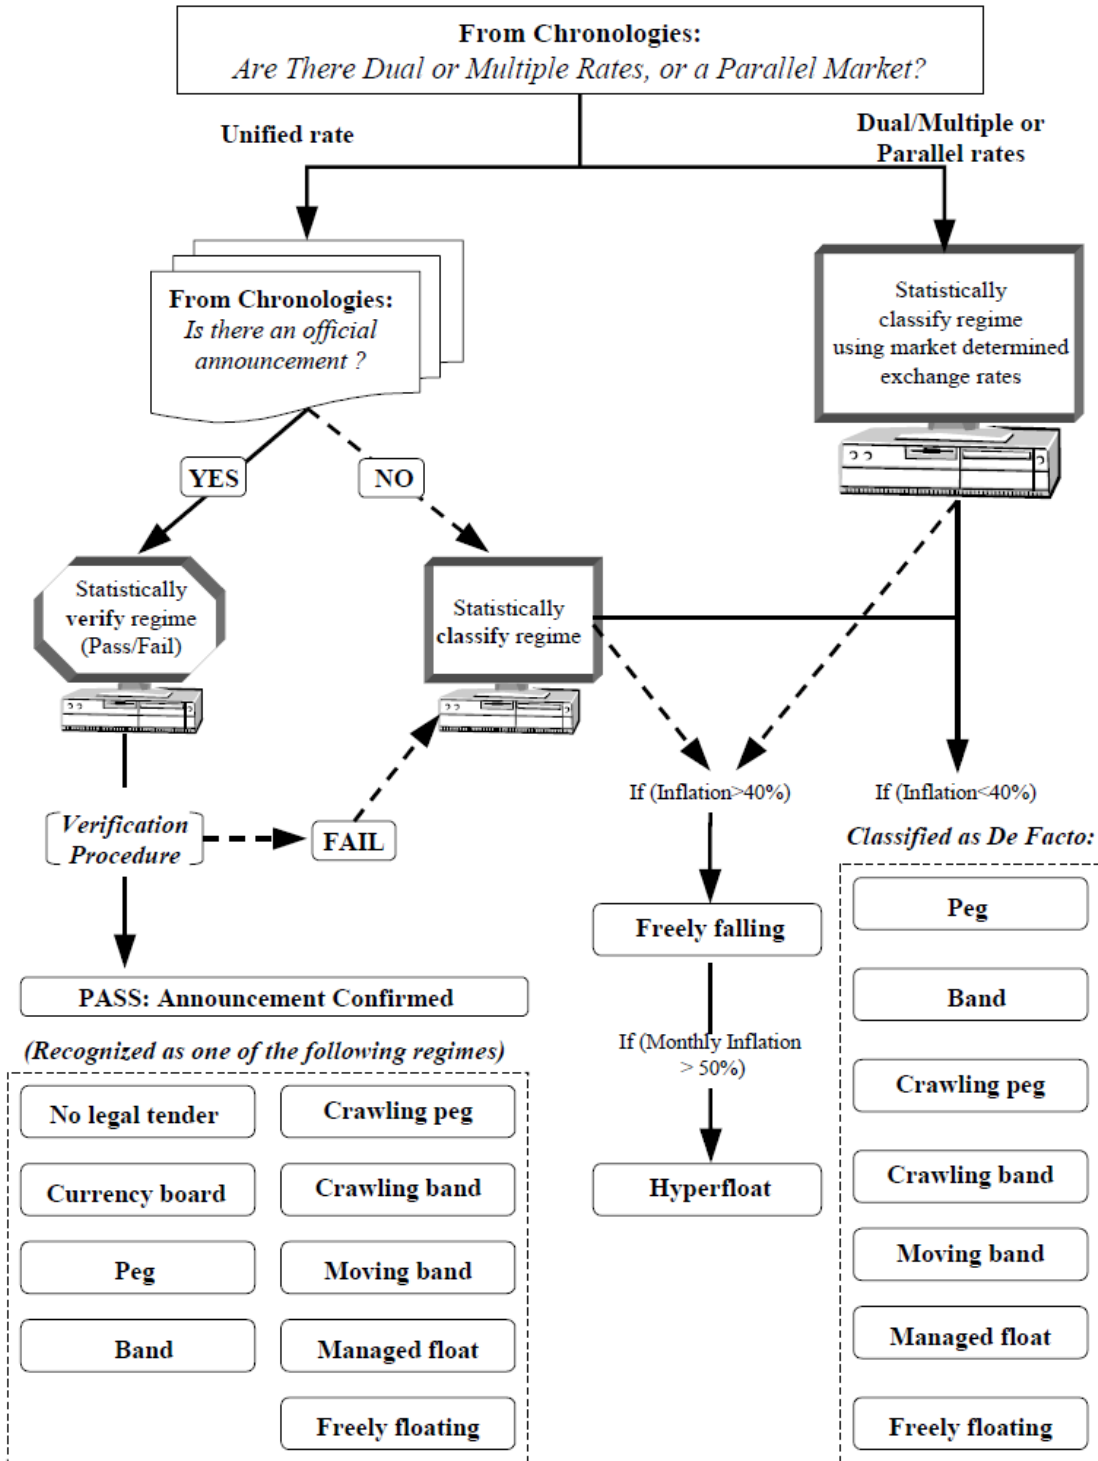 From Chronologies:
Are There Dual or Multiple Rates, or a Parallel Market?
Unified rate
Dual/Multiple or
Parallel rates
From Chronologies:
Is there an official
announcement ?
Statistically
classify regime
using market determined
exchange rates
YES
NO
Statistically
verify regime
(Pass/Fail)
Statistically
classify regime
If (Inflation>40%)
If (Inflation<40%)
Verification
Procedure
FAIL
Classified as De Facto:
Peg
Freely falling
Band
PASS: Announcement Confirmed
(Recognized as one of the following regimes)
If (Monthly Inflation
> 50%)
Crawling peg
No legal tender
Crawling peg
Currency board
Crawling band
Hyperfloat
Crawling band
Peg
Moving band
Moving band
Band
Managed float
Managed float
Freely floating
Freely floating